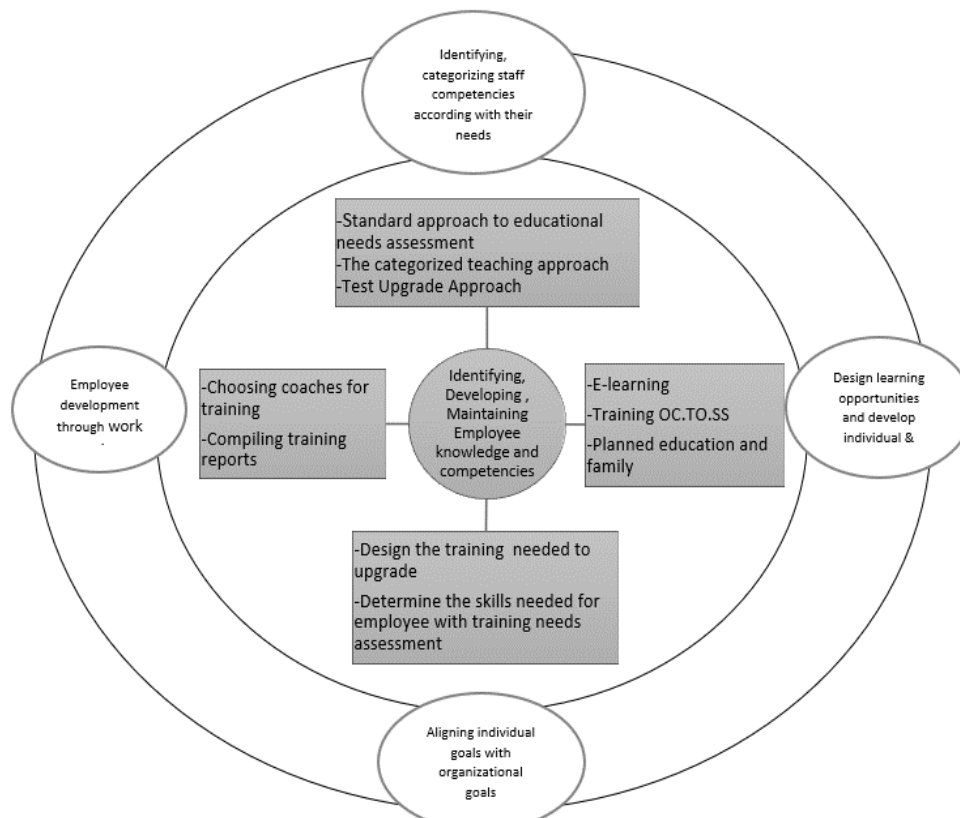 Identifying,
categorizing staff
competencies
according with their
needs
-Standard approach to educational
needs assessment
-The categorized teaching approach
-Test Upgrade Approach
Employee
development
through work
.
-Choosing coaches for
training
-Compiling training
reports
Identifying,
Developing ,
Maintaining
Employee
knowledge and
competencies
-E-learning
-Training OC.TO.SS
-Planned education and
family
Design learning
opportunities
and develop
individual &
-Design the training needed to
upgrade
-Determine the skills needed for
employee with training needs
assessment
Aligning individual
goals with
organizational
goals